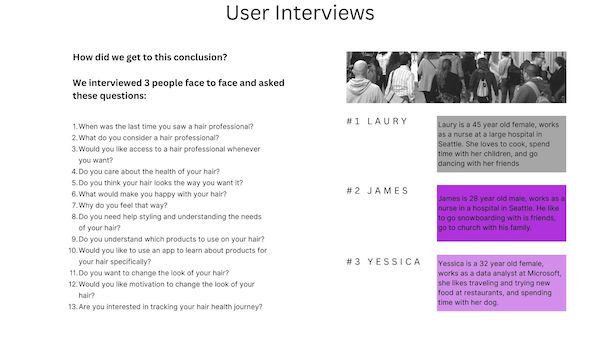 User Interviews
How did we get to this conclusion?
We interviewed 3 people face to face and asked
these questions:
1. When was the last time you saw a hair professional?
2. What do you consider a hair professional?
3. Would you like access to a hair professional whenever
you want?
4. Do you care about the health of your hair?
5. Do you think your hair looks the way you want it?
6. What would make you happy with your hair?
7. Why do you feel that way?
8. Do you need help styling and understanding the needs
of your hair?
9. Do you understand which products to use on your hair?
10. Would you like to use an app to learn about products for
your hair specifically?
11. Do you want to change the look of your hair?
12. Would you like motivation to change the look of your
hair?
13. Are you interested in tracking your hair health journey?
#1 LAURY
Laury is a 45 year old female, works
as a nurse at a large hospital in
Seattle. She loves to cook, spend
time with her children, and go
dancing with her friends
#2 JAMES
James is 28 year old male, works as a
nurse in a hospital in Seattle. He like
to go snowboarding with is friends,
go to church with his family.
#3 YESSICA
Yessica is a 32 year old female,
works as a data analyst at Microsoft,
she likes traveling and trying new
food at restaurants, and spending
time with her dog.